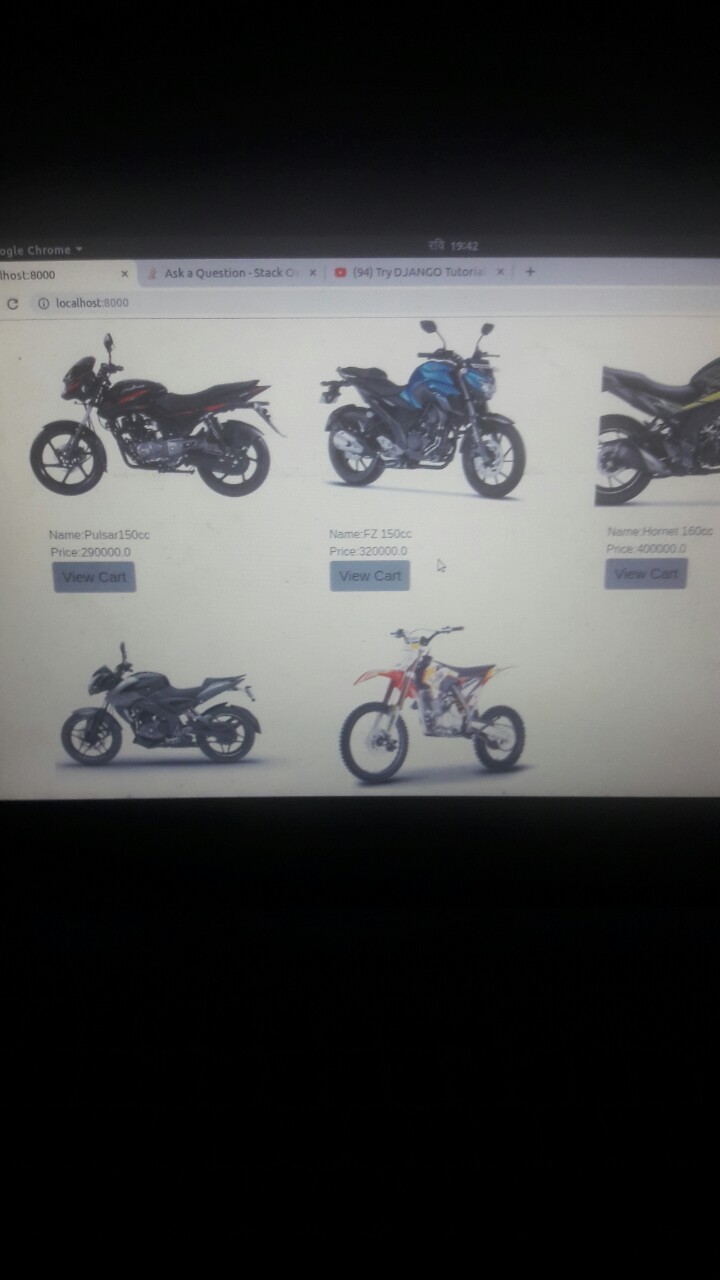 ogle Chrome
रवि 19:42
lhost:8000
Ask a Question - Stack O
(94) Try DJANGO Tutorial
localhost:8000
Name:Pulsar150cc
Price:290000.0
View Cart
Name:FZ 150cc
Price:320000.0
View Cart
Name:Hornet 160cc
Price:400000.0
View Cart